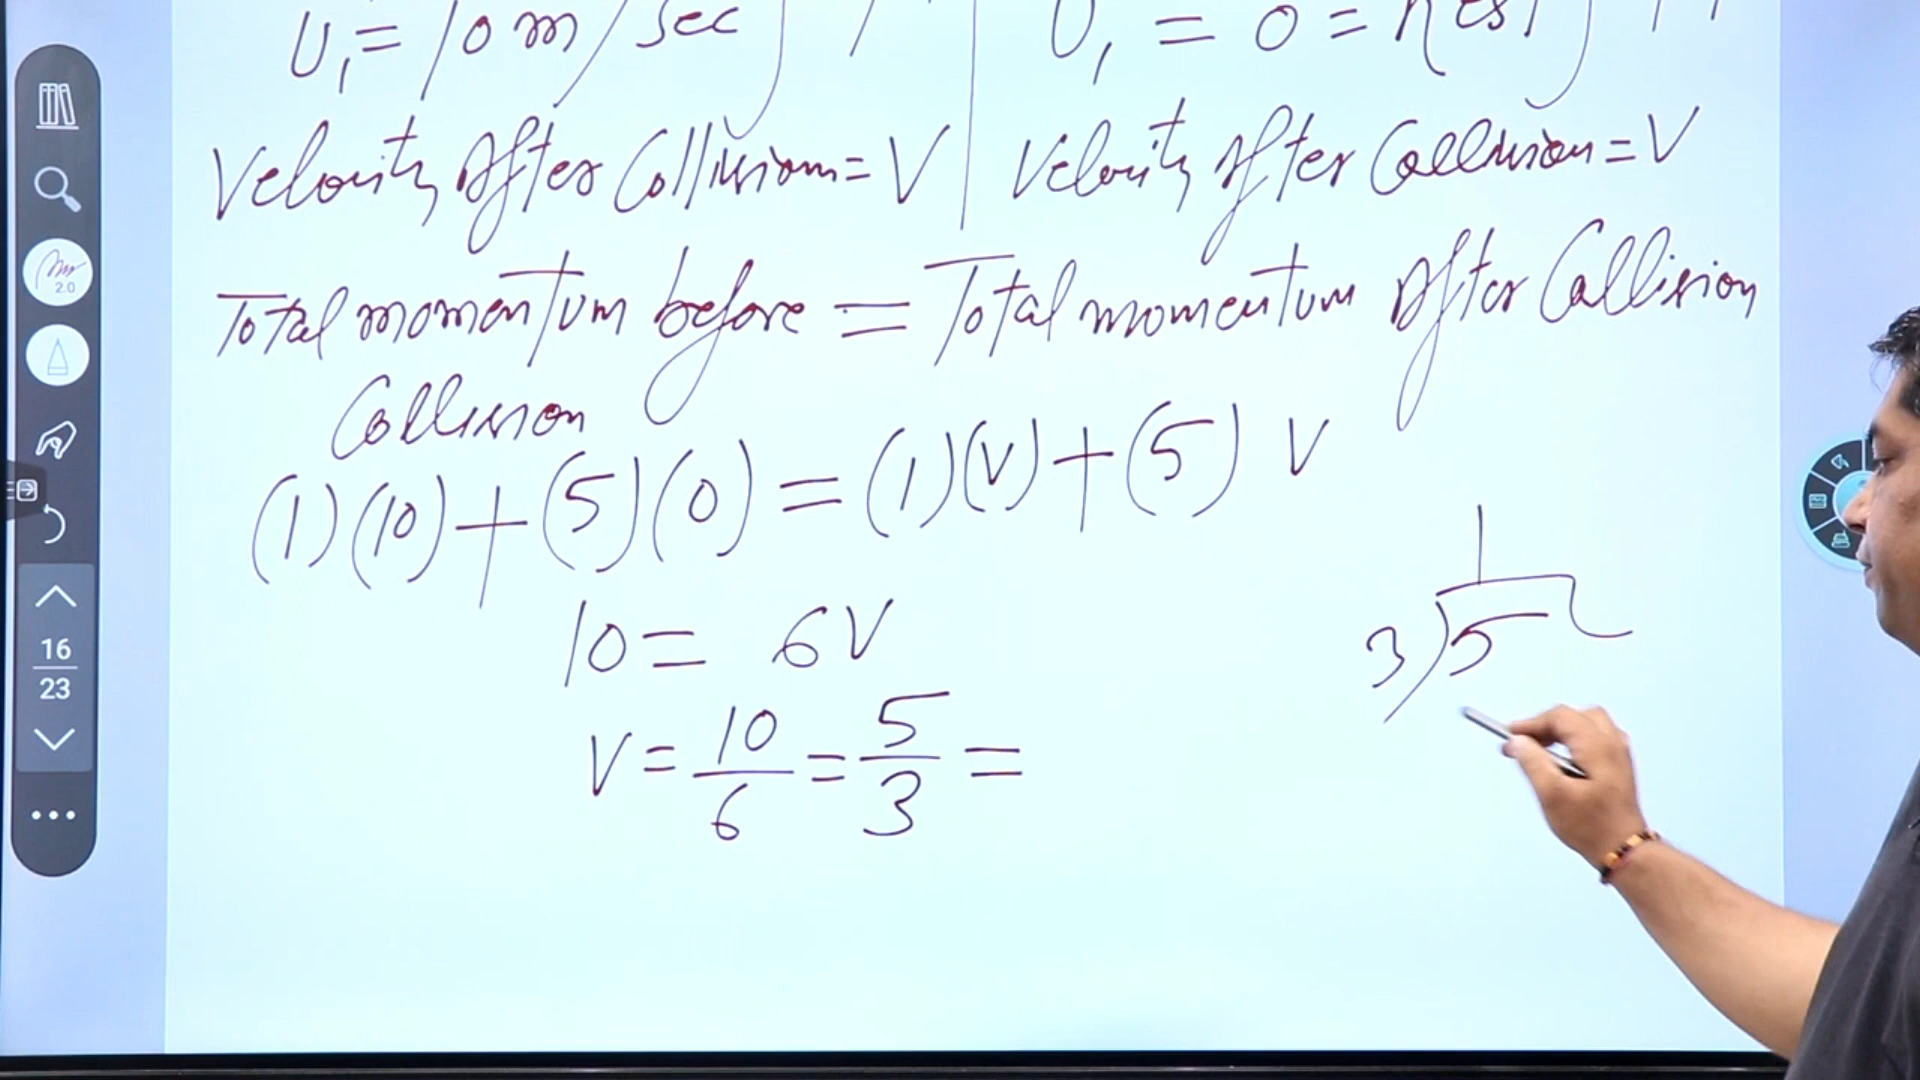 U₁ = 10 m/sec
U₁ = 0 = Rest
Velocity After Collision = V
Velocity After Collision = V
Total momentum before = Total momentum After Collision
Collision
(1)(10) + (5)(0) = (1)(V) + (5) V
10 = 6V
V = 10/6 = 5/3 =
1
3)5
2.0
16
23